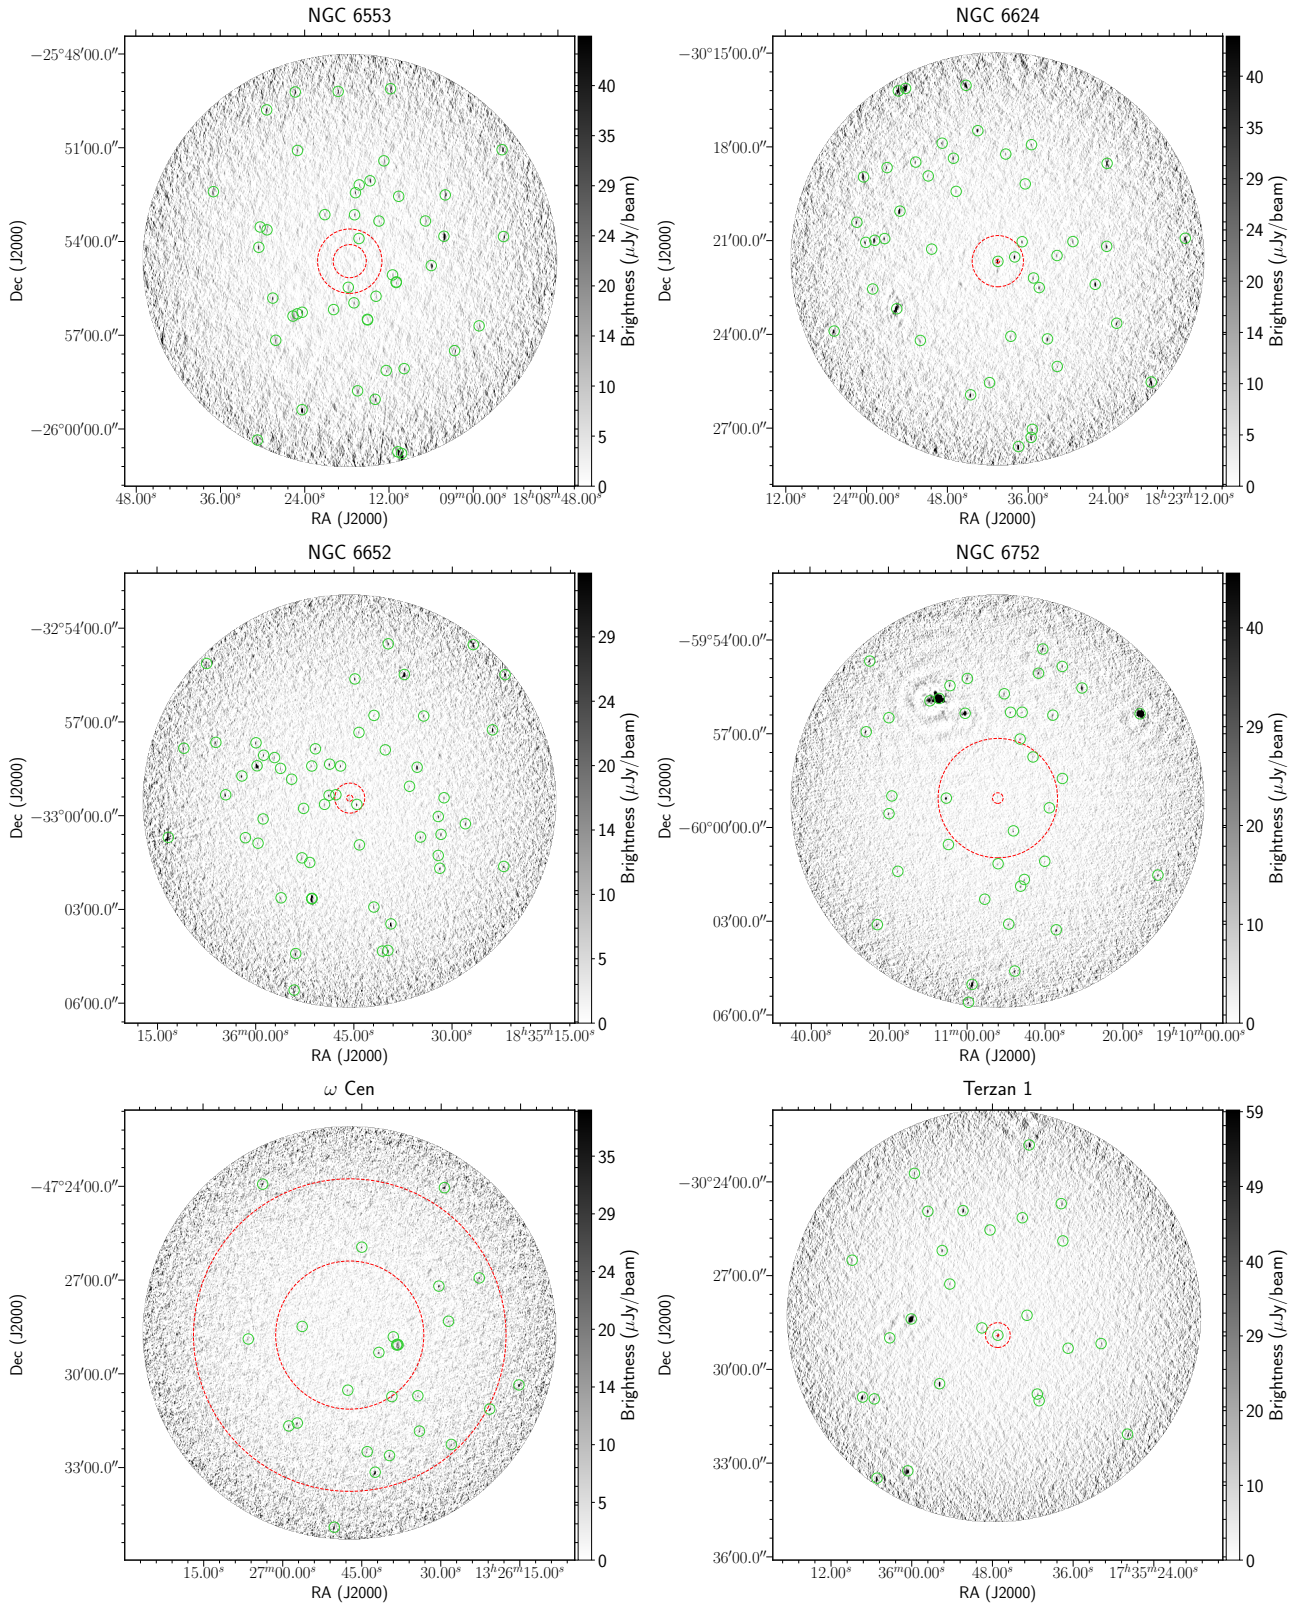 NGC 6553
NGC 6624
−25°48′00.0″
−51′00.0″
−54′00.0″
−57′00.0″
−26°00′00.0″
Dec (J2000)
48.00ˢ 36.00ˢ 24.00ˢ 12.00ˢ 09ᵐ00.00ˢ 18ʰ08ᵐ48.00ˢ
RA (J2000)
40
35
29
24
20
14
10
5
0
Brightness (μJy/beam)
−30°15′00.0″
18′00.0″
21′00.0″
24′00.0″
27′00.0″
Dec (J2000)
12.00ˢ 24ᵐ00.00ˢ 48.00ˢ 36.00ˢ 24.00ˢ 18ʰ23ᵐ12.00ˢ
RA (J2000)
40
35
29
24
20
14
10
5
0
Brightness (μJy/beam)
NGC 6652
NGC 6752
−32°54′00.0″
57′00.0″
−33°00′00.0″
03′00.0″
06′00.0″
Dec (J2000)
15.00ˢ 36ᵐ00.00ˢ 45.00ˢ 30.00ˢ 18ʰ35ᵐ15.00ˢ
RA (J2000)
29
24
20
14
10
5
0
Brightness (μJy/beam)
−59°54′00.0″
57′00.0″
−60°00′00.0″
03′00.0″
06′00.0″
Dec (J2000)
40.00ˢ 20.00ˢ 11ᵐ00.00ˢ 40.00ˢ 20.00ˢ 19ʰ10ᵐ00.00ˢ
RA (J2000)
40
29
20
10
0
Brightness (μJy/beam)
ω Cen
Terzan 1
−47°24′00.0″
27′00.0″
30′00.0″
33′00.0″
Dec (J2000)
15.00ˢ 27ᵐ00.00ˢ 45.00ˢ 30.00ˢ 13ʰ26ᵐ15.00ˢ
RA (J2000)
35
29
24
20
14
10
5
0
Brightness (μJy/beam)
−30°24′00.0″
27′00.0″
30′00.0″
33′00.0″
36′00.0″
Dec (J2000)
12.00ˢ 36ᵐ00.00ˢ 48.00ˢ 36.00ˢ 17ʰ35ᵐ24.00ˢ
RA (J2000)
59
49
40
29
20
10
0
Brightness (μJy/beam)